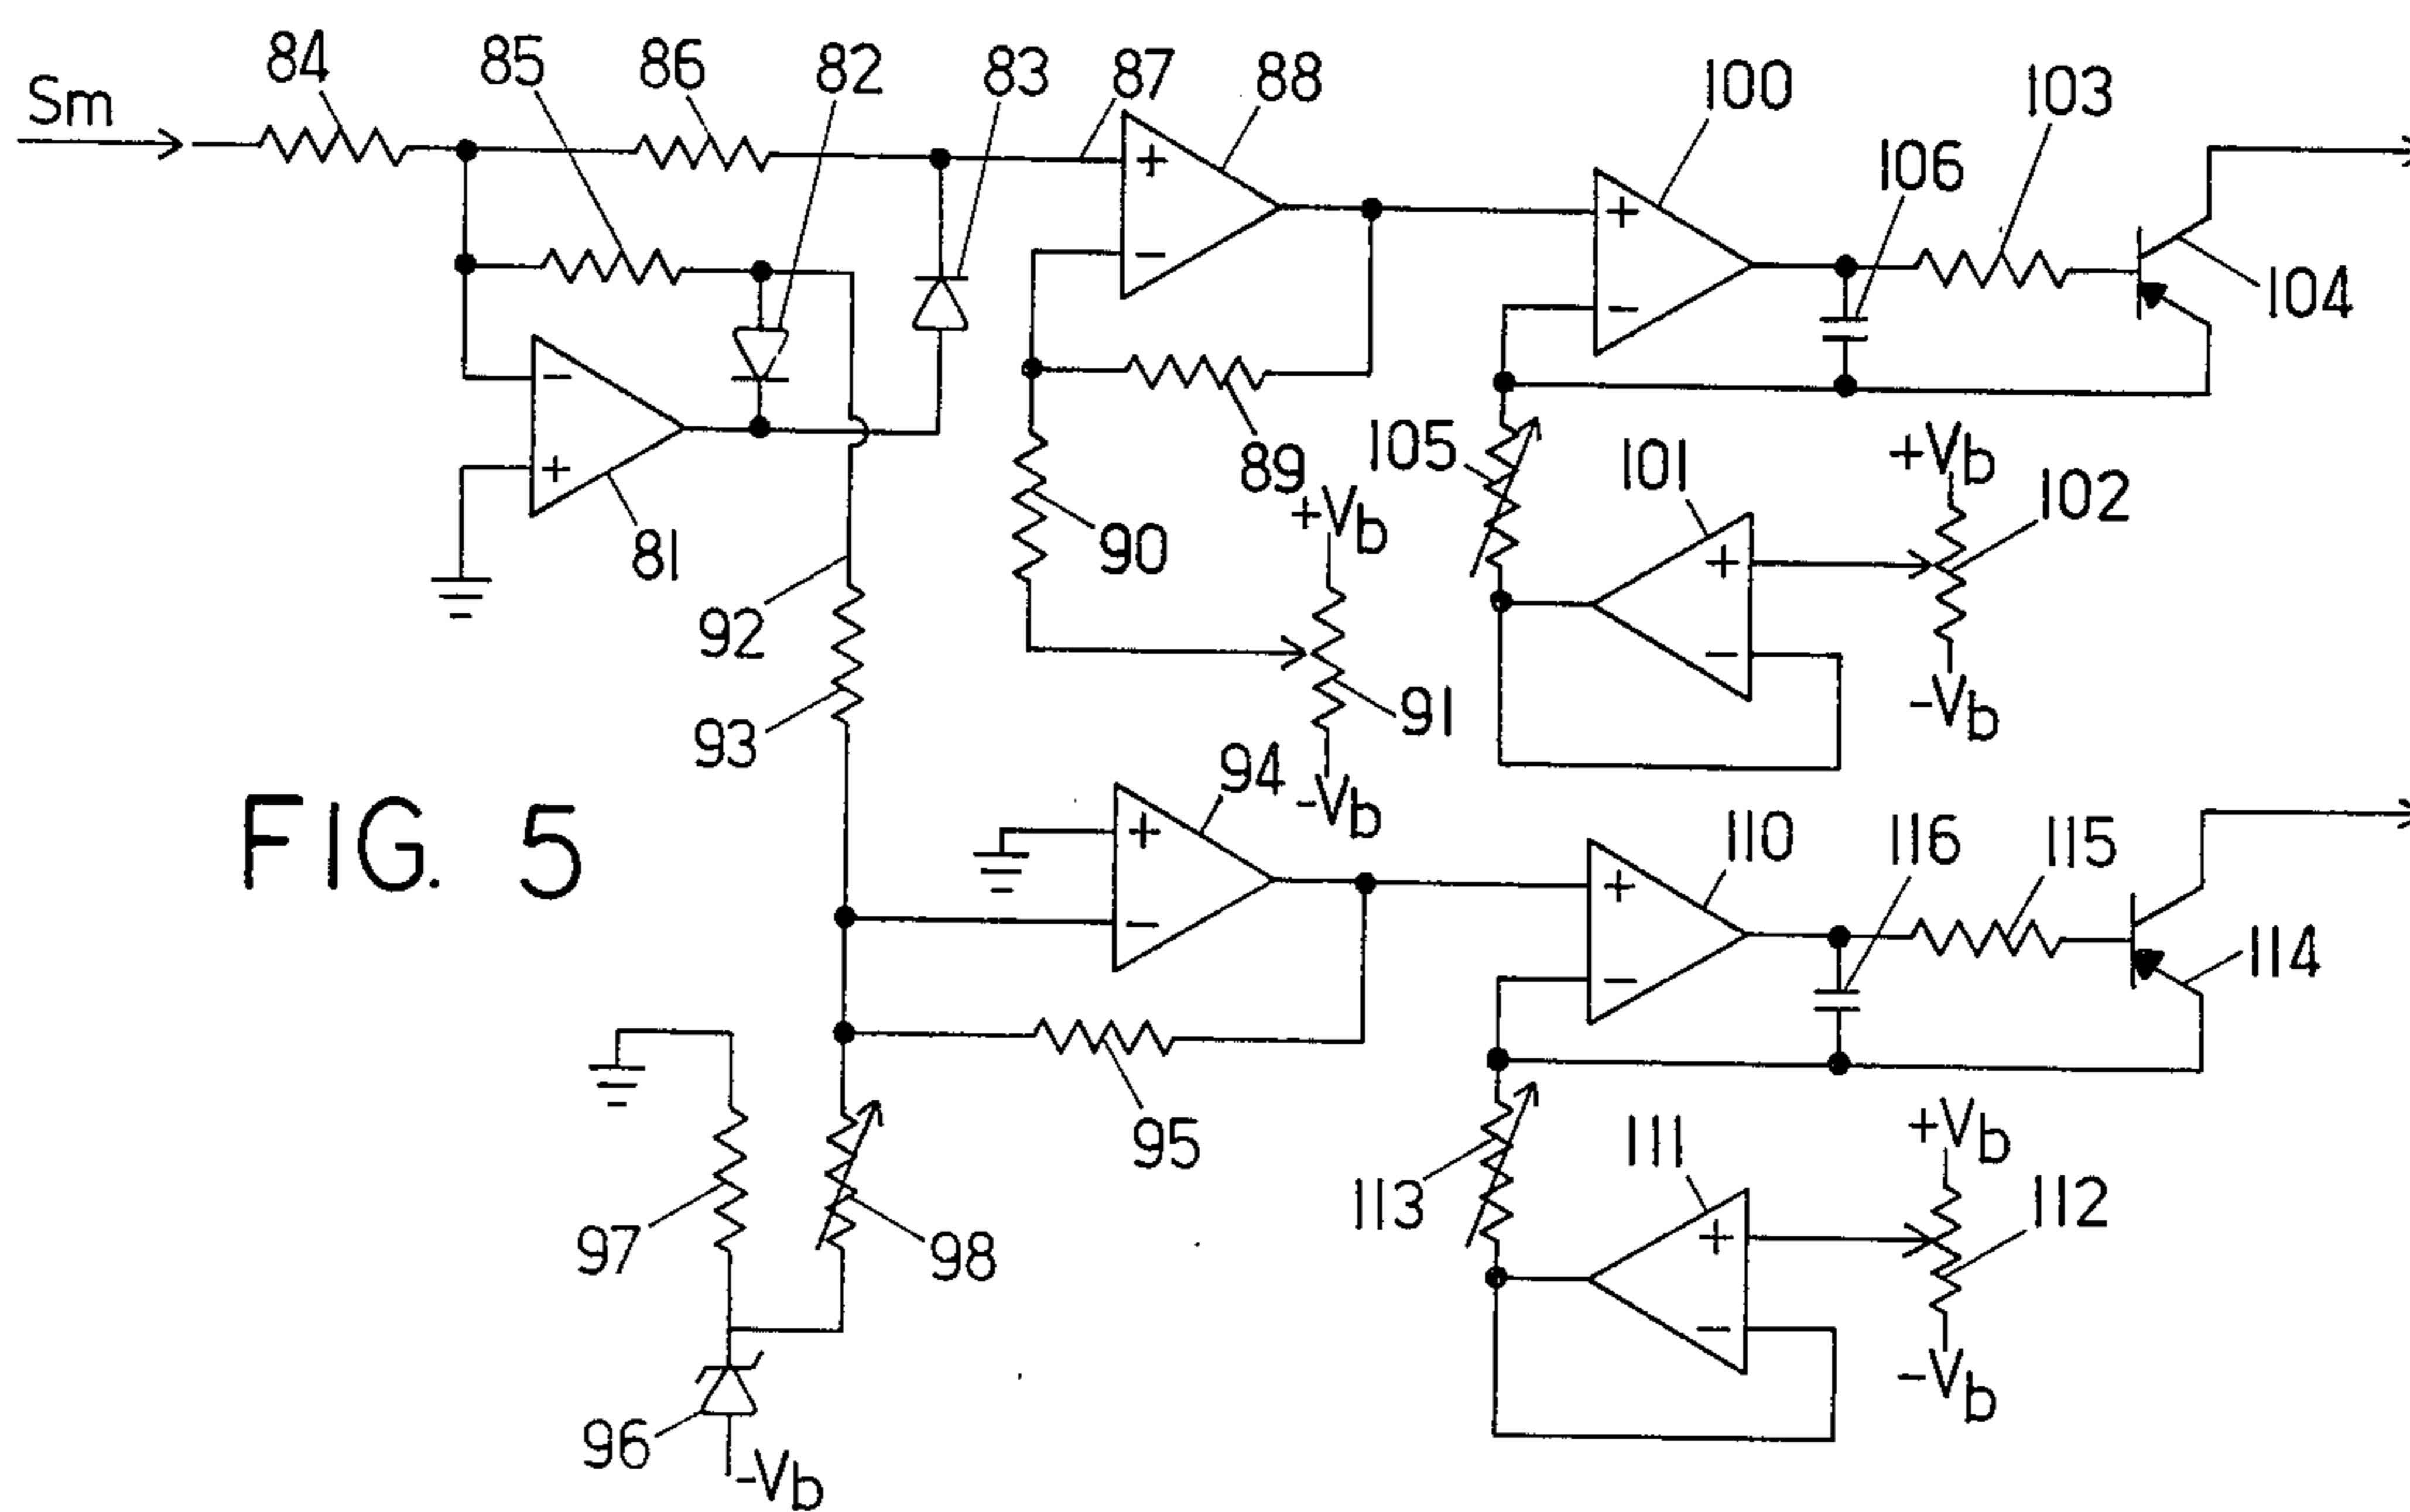 84 85 86 82 83 87 88 100 103
Sm
106
+
+
-
104
-
-
+
81
89
105 101 +Vb 102
90 +Vb
+
-
92
91
-Vb
93
94 -Vb
FIG. 5
+
-
110 116 115
+
-
114
95
113 111 +Vb
112
+
-
97 98
96
-Vb
-Vb